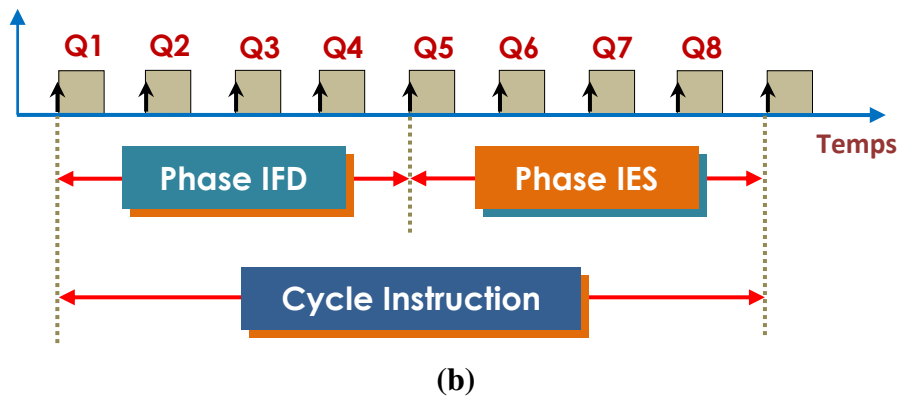 Q1 Q2 Q3 Q4 Q5 Q6 Q7 Q8
Temps
Phase IFD Phase IES
Cycle Instruction
(b)